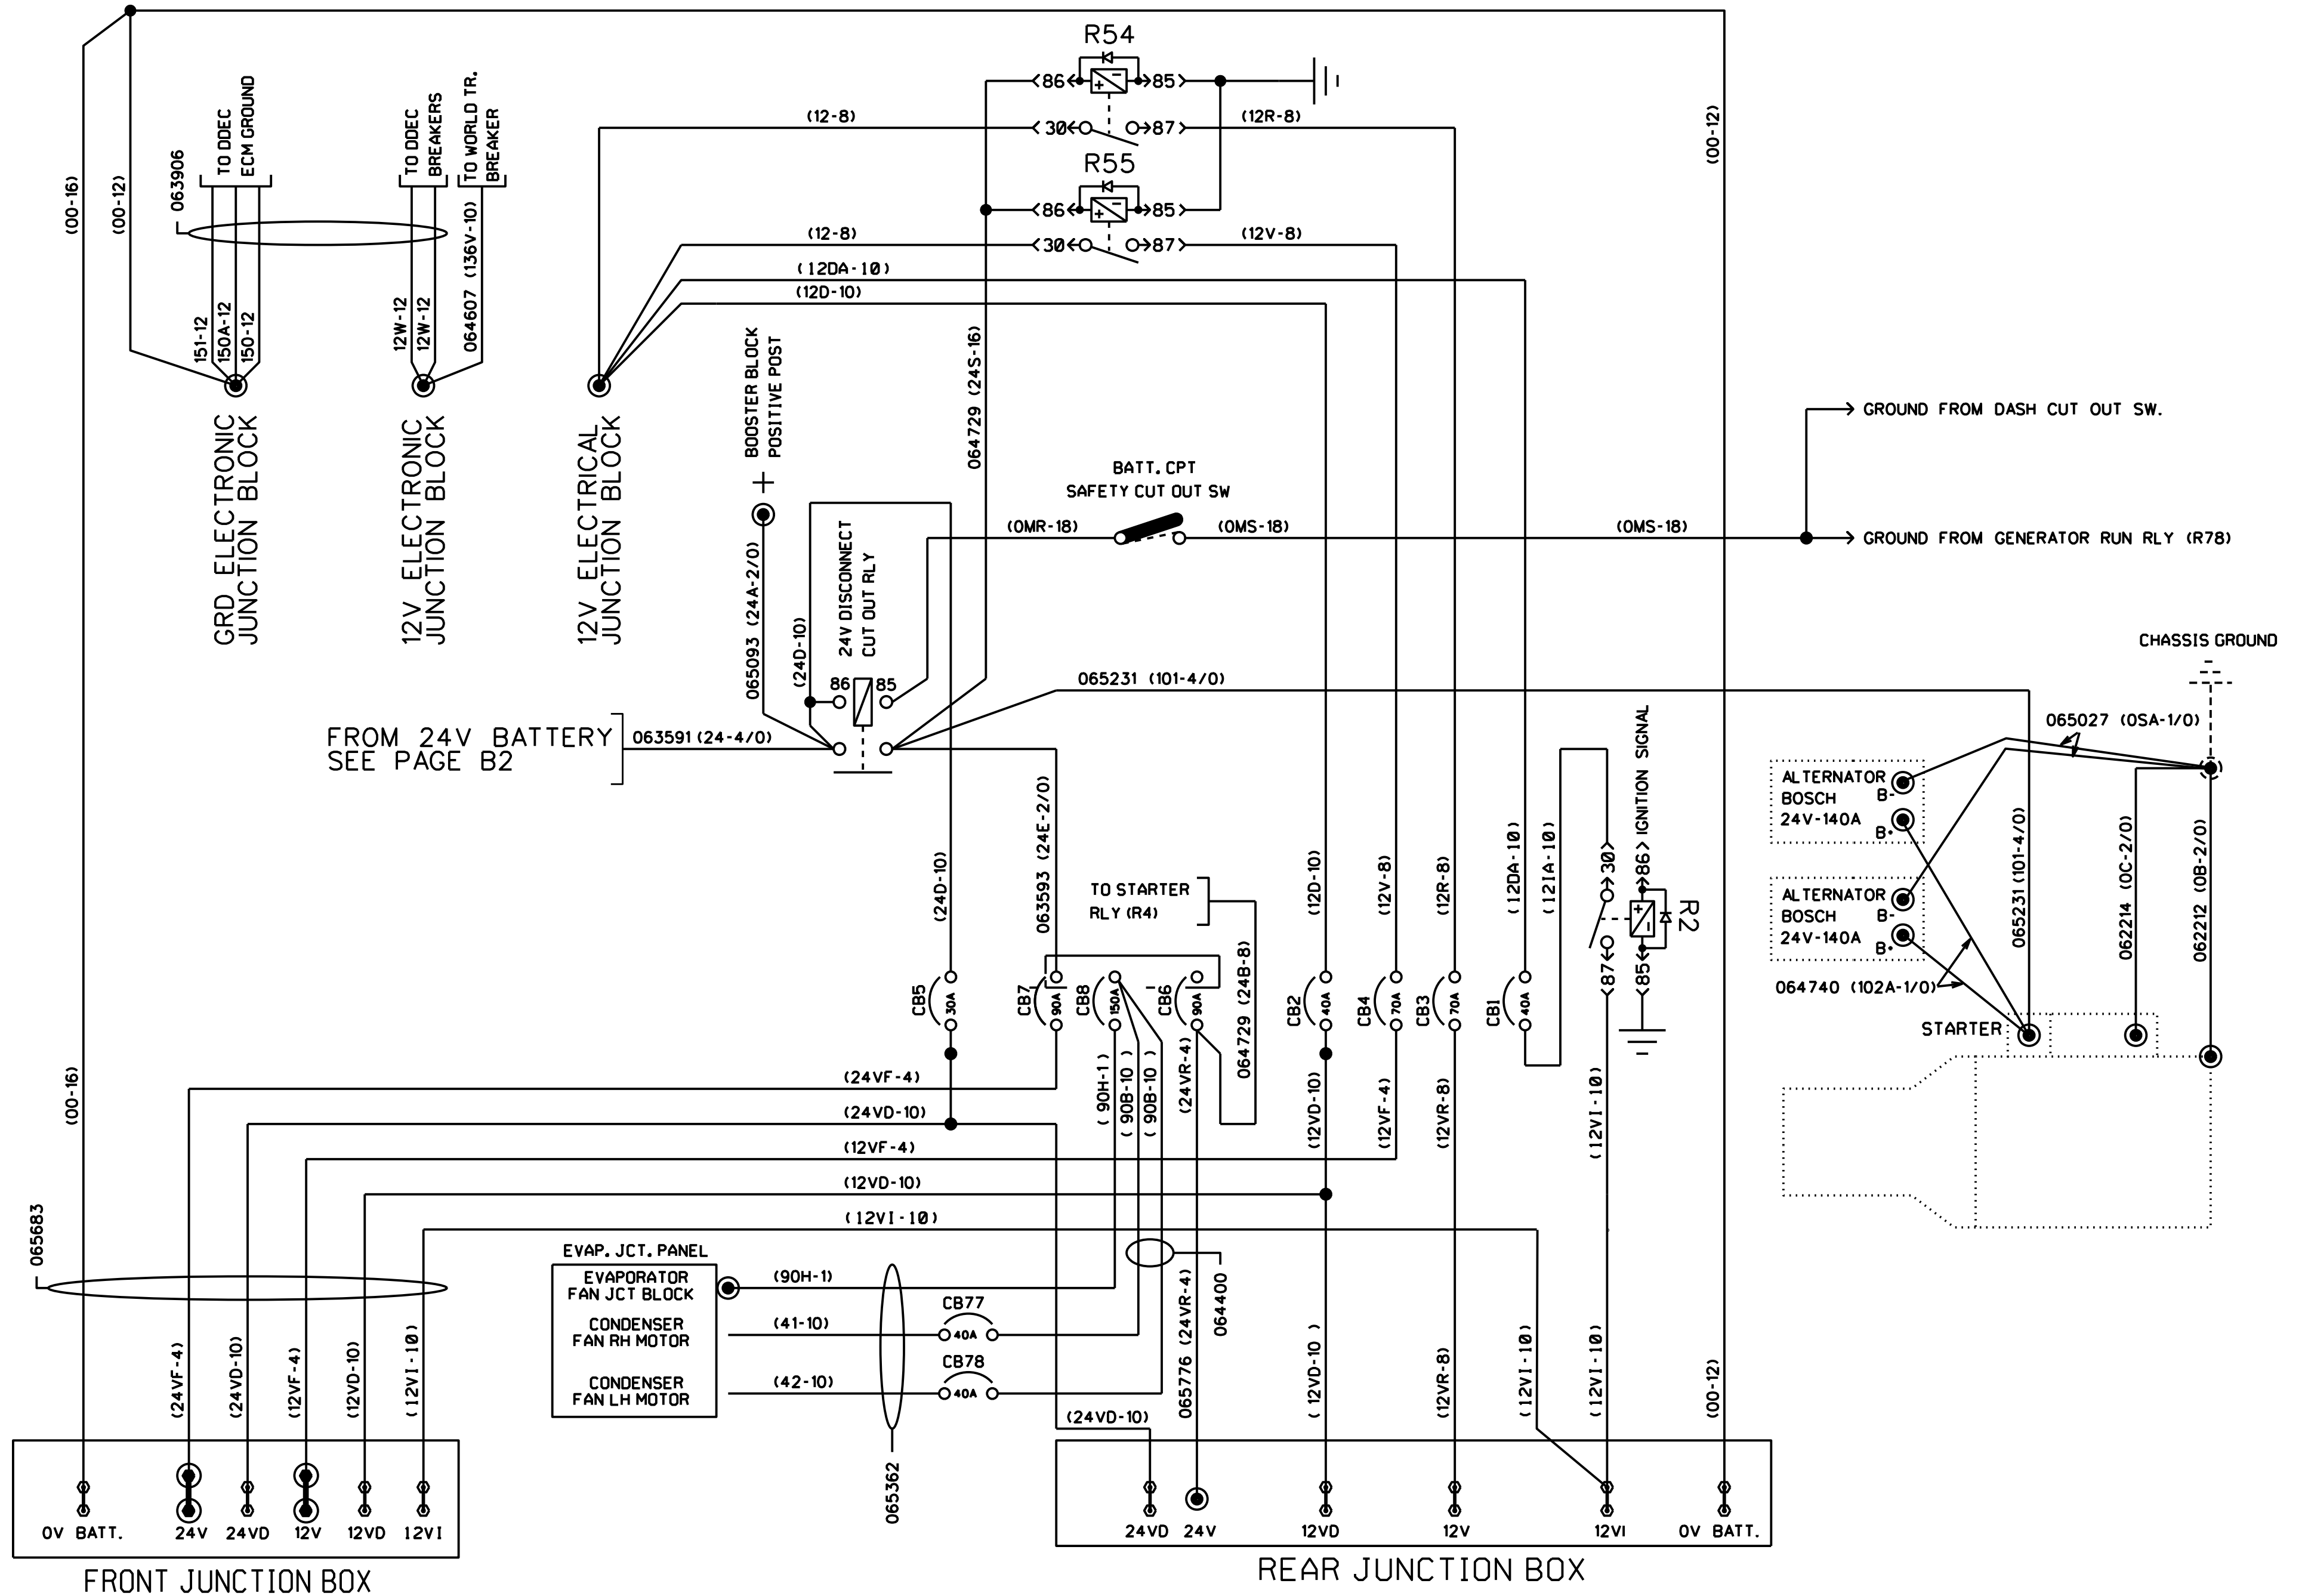 R54
86
+
-
85
(12-8)
30
87
(12R-8)
R55
86
+
-
85
(12-8)
30
87
(12V-8)
(12DA-10)
(12D-10)
(00-16)
(00-12)
063906
TO DDEC
ECM GROUND
TO DDEC
BREAKERS
TO WORLD TR.
BREAKER
(00-12)
151-12
150A-12
150-12
12W-12
12W-12
064607 (136V-10)
GRD ELECTRONIC
JUNCTION BLOCK
12V ELECTRONIC
JUNCTION BLOCK
12V ELECTRICAL
JUNCTION BLOCK
BOOSTER BLOCK
POSITIVE POST
+
064729 (24S-16)
BATT. CPT
SAFETY CUT OUT SW
(0MR-18)
(0MS-18)
(0MS-18)
GROUND FROM DASH CUT OUT SW.
GROUND FROM GENERATOR RUN RLY (R78)
065093 (24A-2/0)
(24D-10)
24V DISCONNECT
CUT OUT RLY
86
85
065231 (101-4/0)
FROM 24V BATTERY
SEE PAGE B2
063591 (24-4/0)
CHASSIS GROUND
065027 (0SA-1/0)
ALTERNATOR
BOSCH
24V-140A
B-
B+
ALTERNATOR
BOSCH
24V-140A
B-
B+
064740 (102A-1/0)
065231 (101-4/0)
062214 (0C-2/0)
062212 (0B-2/0)
STARTER
(24D-10)
063593 (24E-2/0)
TO STARTER
RLY (R4)
064729 (24B-8)
(12D-10)
(12V-8)
(12R-8)
(12DA-10)
(12IA-10)
30
86
IGNITION SIGNAL
+
-
R2
87
85
CB5
30A
CB7
90A
CB8
150A
CB6
90A
CB2
40A
CB4
70A
CB3
70A
CB1
40A
(00-16)
(24VF-4)
(24VD-10)
(12VF-4)
(12VD-10)
(12VI-10)
(90H-1)
(90B-10)
(90B-10)
(24VR-4)
(12VD-10)
(12VF-4)
(12VR-8)
(12VI-10)
065683
EVAP. JCT. PANEL
EVAPORATOR
FAN JCT BLOCK
CONDENSER
FAN RH MOTOR
CONDENSER
FAN LH MOTOR
(90H-1)
(41-10)
(42-10)
CB77
40A
CB78
40A
065362
064400
065776 (24VR-4)
(24VD-10)
(24VF-4)
(24VD-10)
(12VF-4)
(12VD-10)
(12VI-10)
(12VD-10)
(12VR-8)
(12VI-10)
(12VI-10)
(00-12)
0V BATT.
24V
24VD
12V
12VD
12VI
FRONT JUNCTION BOX
24VD
24V
12VD
12V
12VI
0V BATT.
REAR JUNCTION BOX